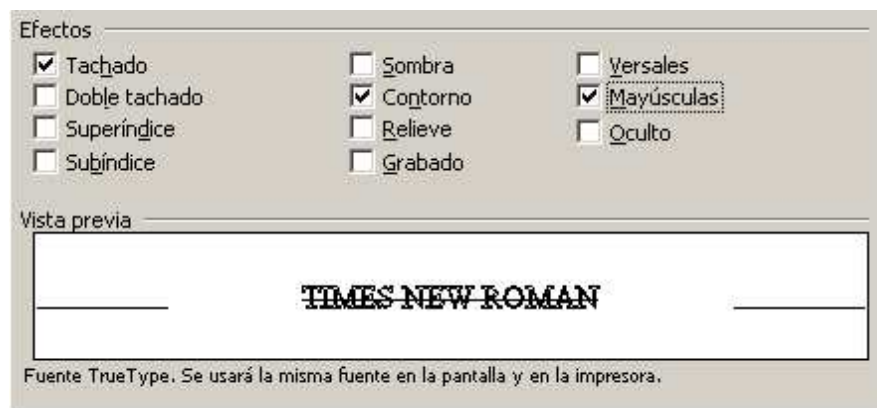 Efectos
Tachado Sombra Versales
Doble tachado Contorno Mayúsculas
Superíndice Relieve Oculto
Subíndice Grabado
Vista previa
TIMES NEW ROMAN
Fuente TrueType. Se usará la misma fuente en la pantalla y en la impresora.